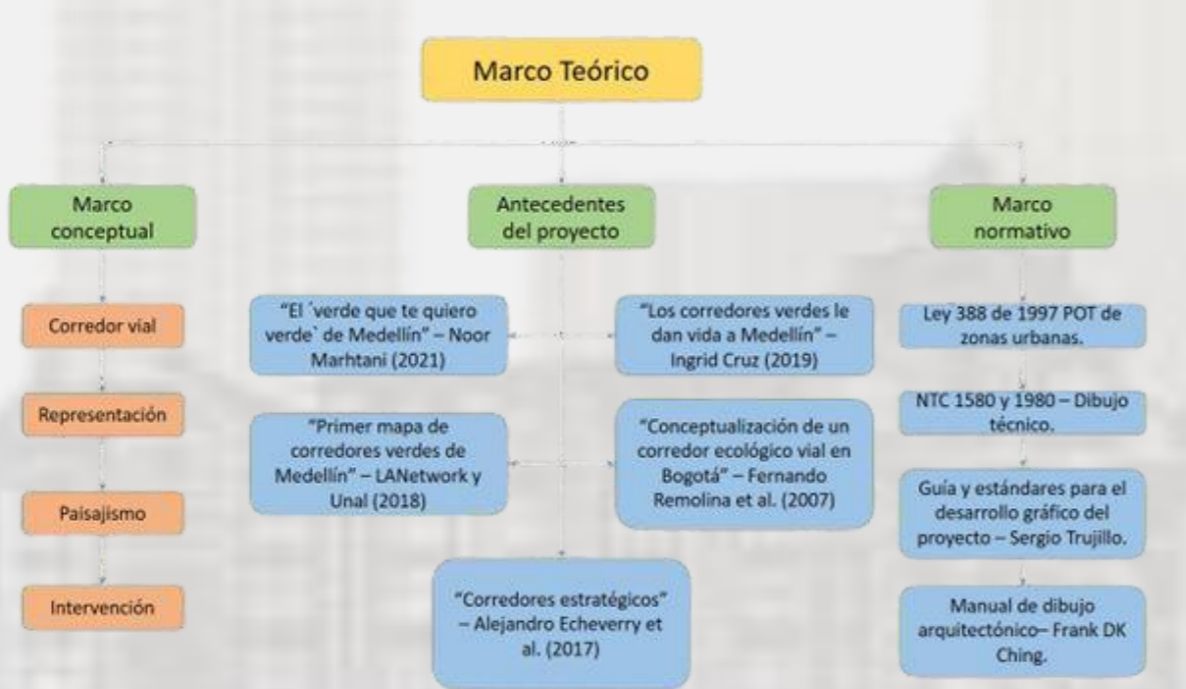 Marco Teórico
Marco
conceptual
Corredor vial
Representación
Paisajismo
Intervención
Antecedentes
del proyecto
"El ´verde que te quiero
verde` de Medellín" – Noor
Marhtani (2021)
"Los corredores verdes le
dan vida a Medellín" –
Ingrid Cruz (2019)
"Primer mapa de
corredores verdes de
Medellín" – LANetwork y
Unal (2018)
"Conceptualización de un
corredor ecológico vial en
Bogotá" – Fernando
Remolina et al. (2007)
"Corredores estratégicos"
– Alejandro Echeverry et
al. (2017)
Marco
normativo
Ley 388 de 1997 POT de
zonas urbanas.
NTC 1580 y 1980 – Dibujo
técnico.
Guía y estándares para el
desarrollo gráfico del
proyecto – Sergio Trujillo.
Manual de dibujo
arquitectónico– Frank DK
Ching.